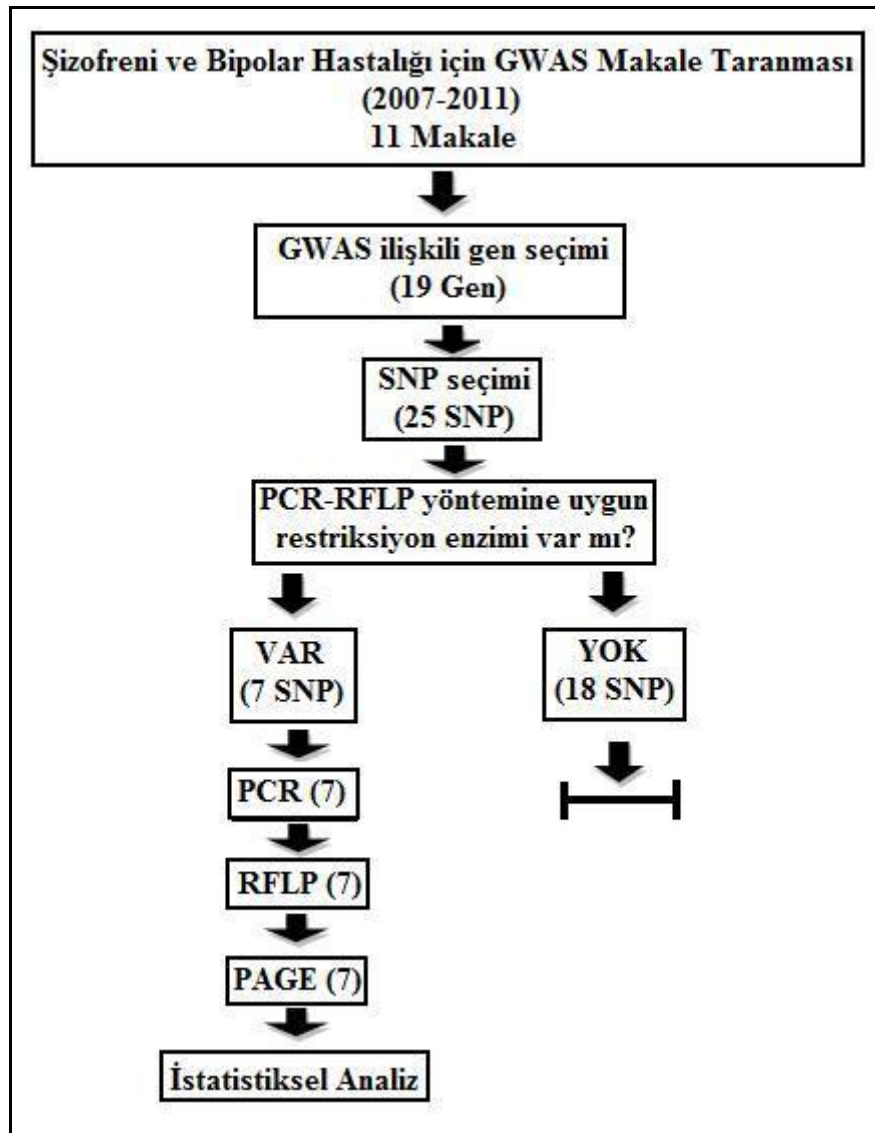 Şizofreni ve Bipolar Hastalığı için GWAS Makale Taranması
(2007-2011)
11 Makale
GWAS ilişkili gen seçimi
(19 Gen)
SNP seçimi
(25 SNP)
PCR-RFLP yöntemine uygun
restriksiyon enzimi var mı?
VAR
(7 SNP)
YOK
(18 SNP)
PCR (7)
RFLP (7)
PAGE (7)
İstatistiksel Analiz